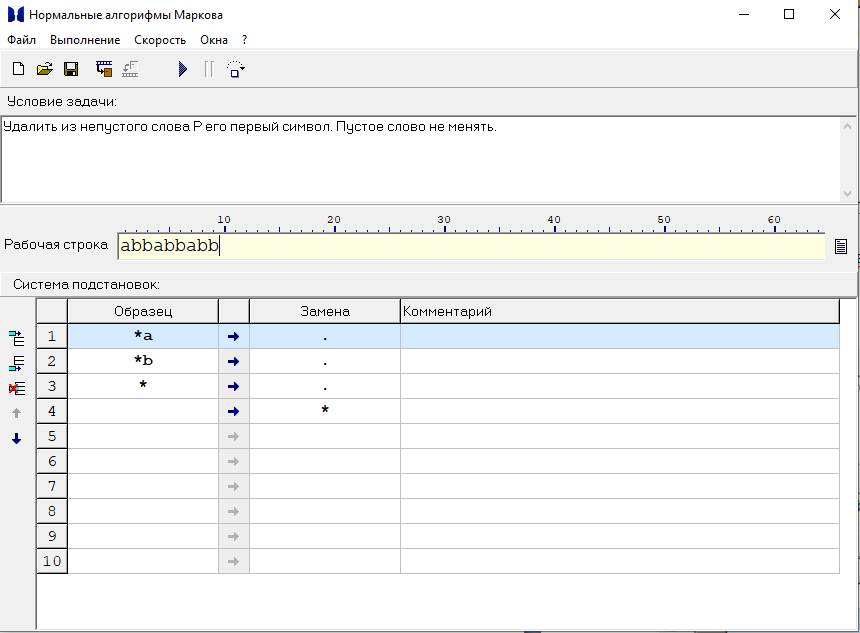 Нормальные алгорифмы Маркова
Файл Выполнение Скорость Окна ?
Условие задачи:
Удалить из непустого слова Р его первый символ. Пустое слово не менять.
10 20 30 40 50 60
Рабочая строка abbabbabb
Система подстановок:
Образец Замена Комментарий
1 *a → .
2 *b → .
3 * → .
4 → *
5 →
6 →
7 →
8 →
9 →
10 →